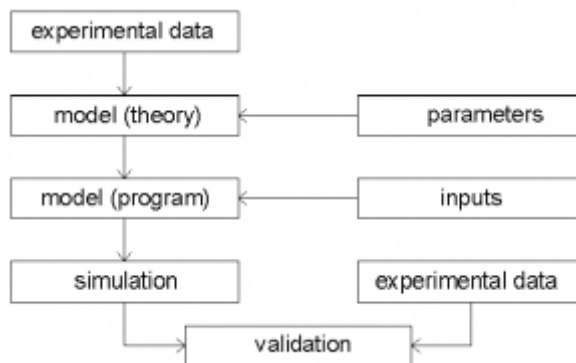 experimental data
model (theory)
parameters
model (program)
inputs
simulation
experimental data
validation